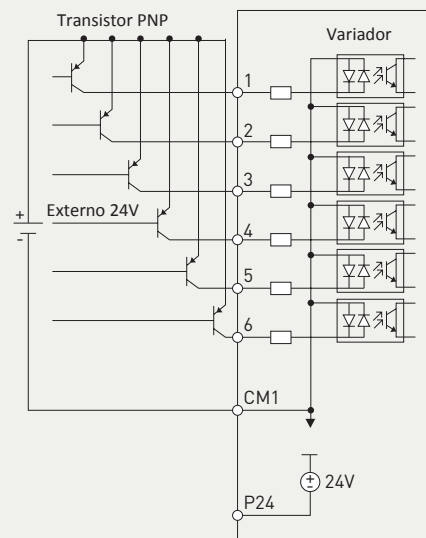 Transistor PNP
Variador
1
2
3
+
Externo 24V
-
4
5
6
CM1
+
-
24V
P24